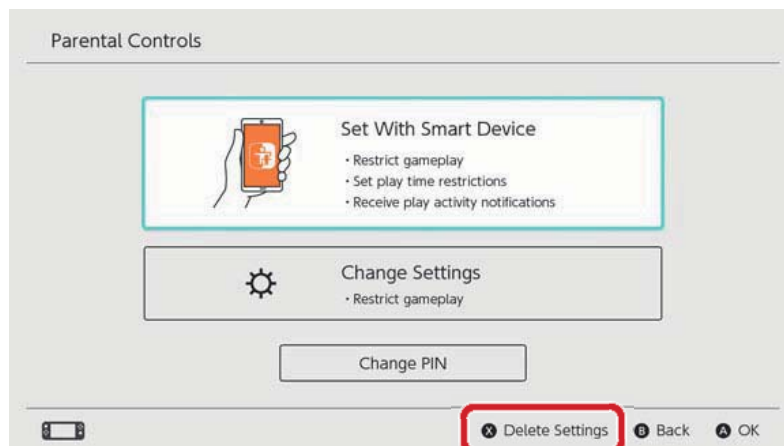 Parental Controls
Set With Smart Device
· Restrict gameplay
· Set play time restrictions
· Receive play activity notifications
Change Settings
· Restrict gameplay
Change PIN
X Delete Settings B Back A OK